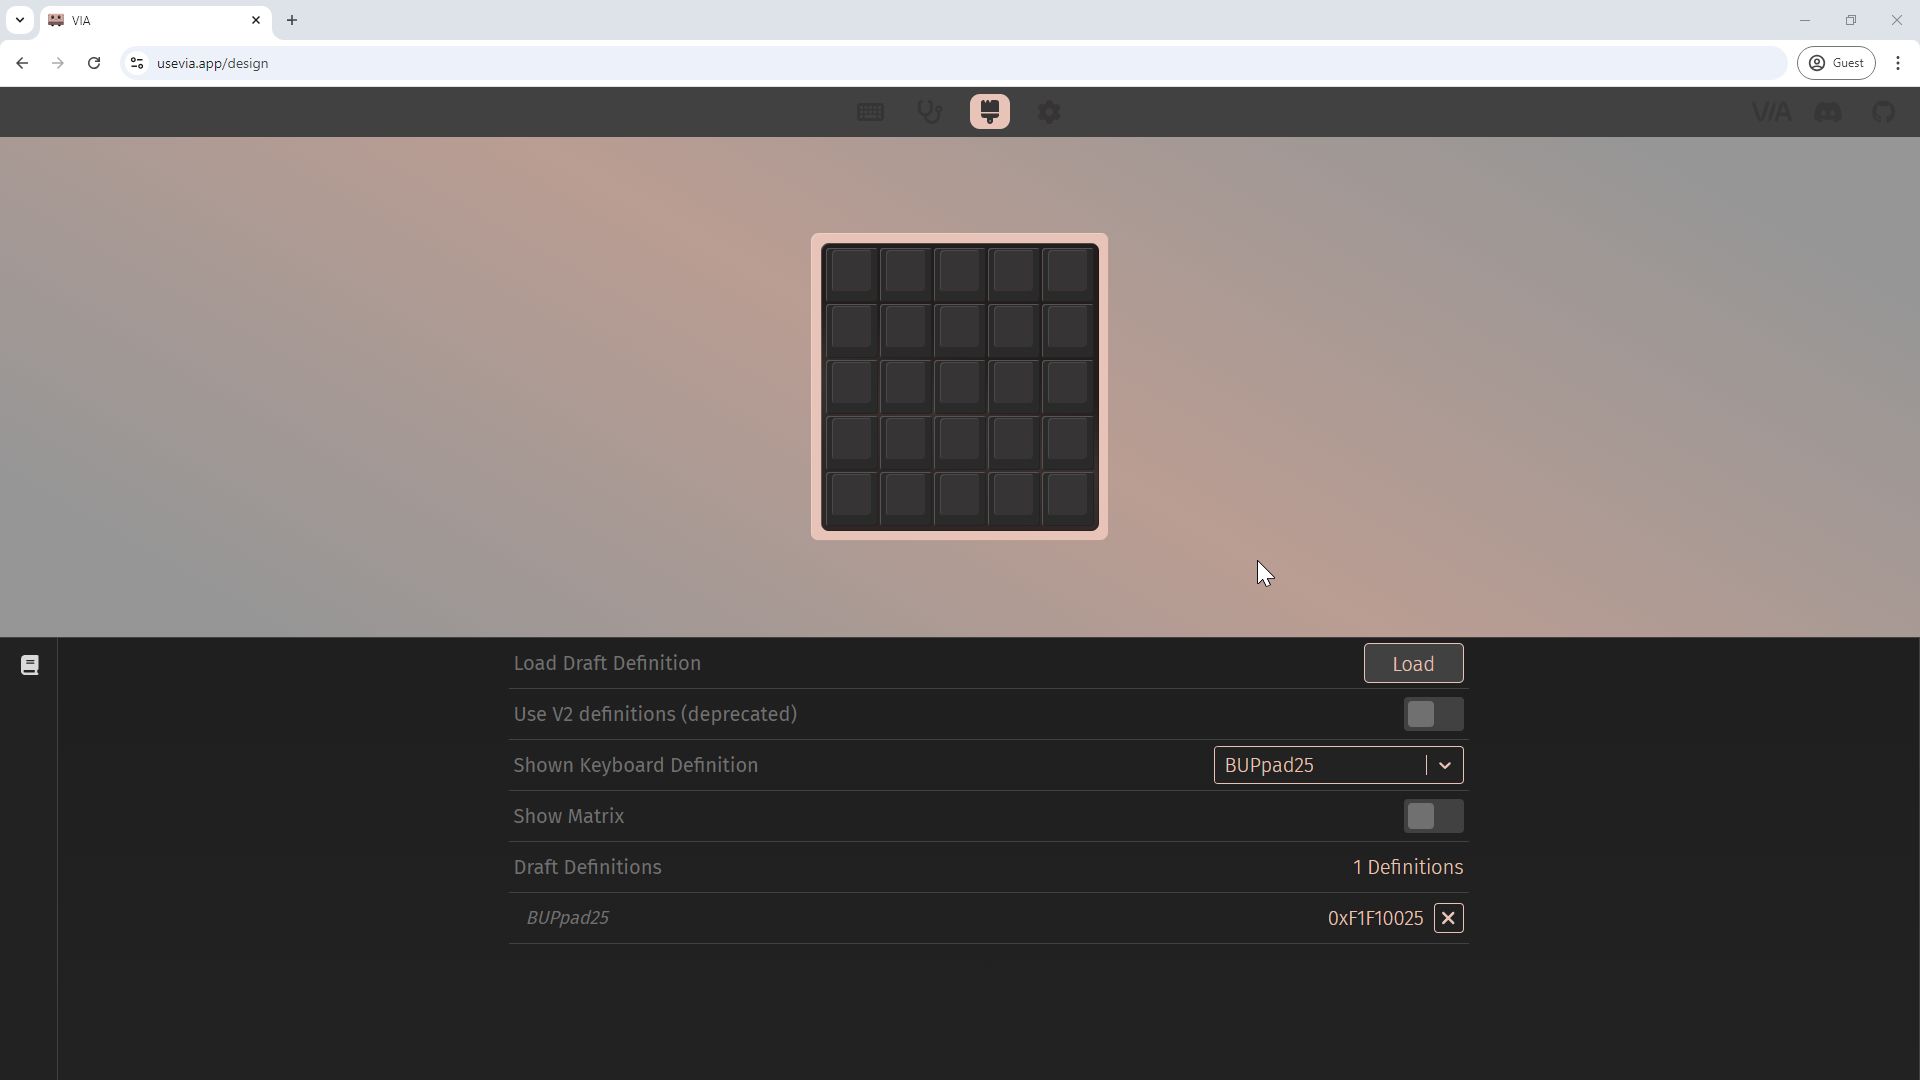 VIA
usevia.app/design
Guest
VIA
Load Draft Definition
Load
Use V2 definitions (deprecated)
Shown Keyboard Definition
BUPpad25
Show Matrix
Draft Definitions
1 Definitions
BUPpad25
0xF1F10025